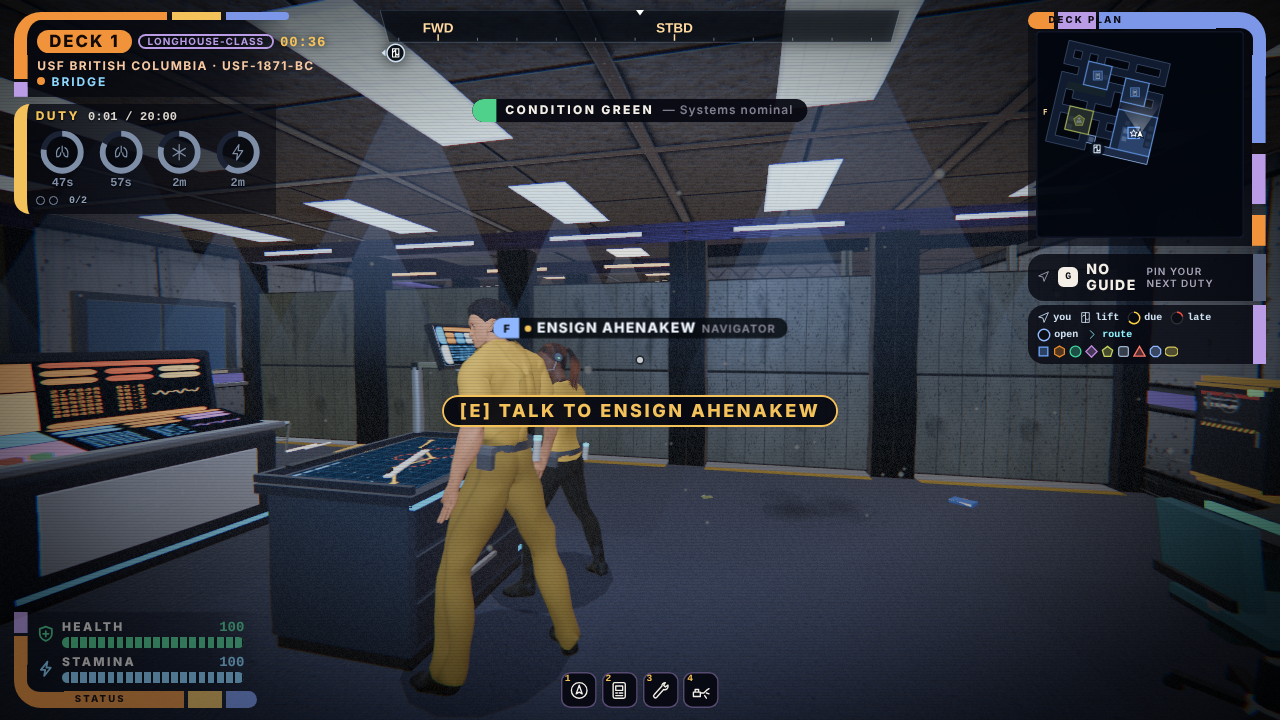 DECK 1
LONGHOUSE-CLASS
00:36
USF BRITISH COLUMBIA · USF-1871-BC
BRIDGE
DUTY 0:01 / 20:00
47s 57s 2m 2m
0/2
FWD STBD
CONDITION GREEN — Systems nominal
DECK PLAN
F
G NO GUIDE PIN YOUR NEXT DUTY
you lift due late
open route
F ENSIGN AHENAKEW NAVIGATOR
[E] TALK TO ENSIGN AHENAKEW
HEALTH 100
STAMINA 100
STATUS
1 2 3 4